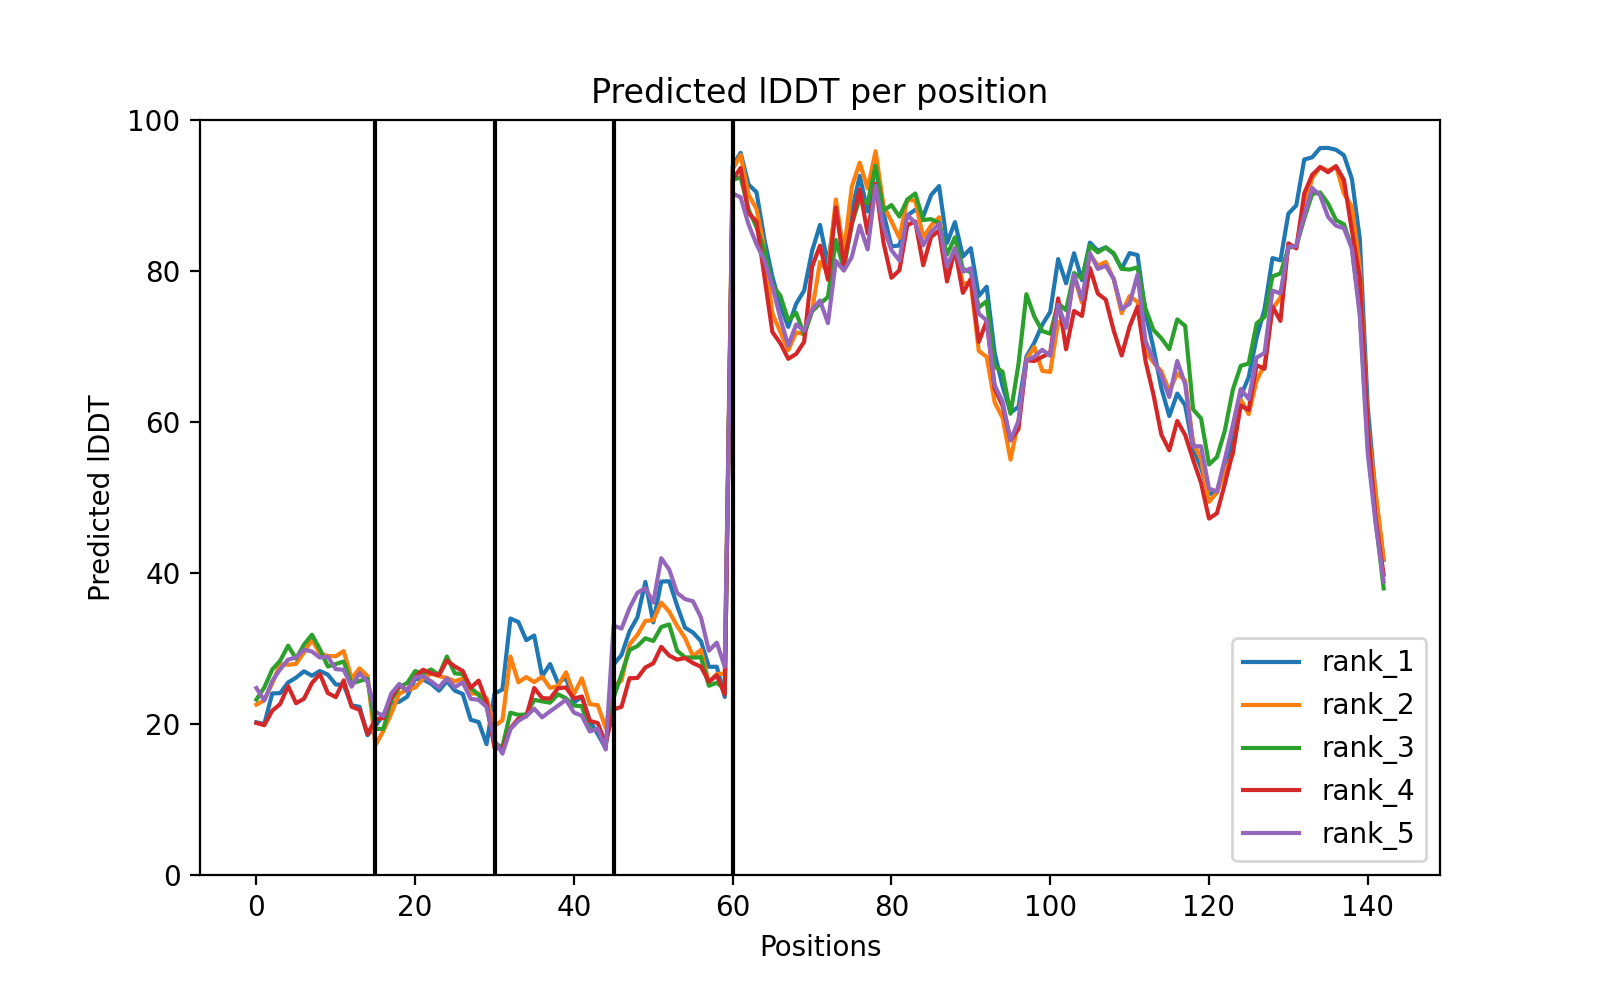 Predicted lDDT per position
100
80
60
40
20
0
Predicted lDDT
0 20 40 60 80 100 120 140
Positions
rank_1
rank_2
rank_3
rank_4
rank_5